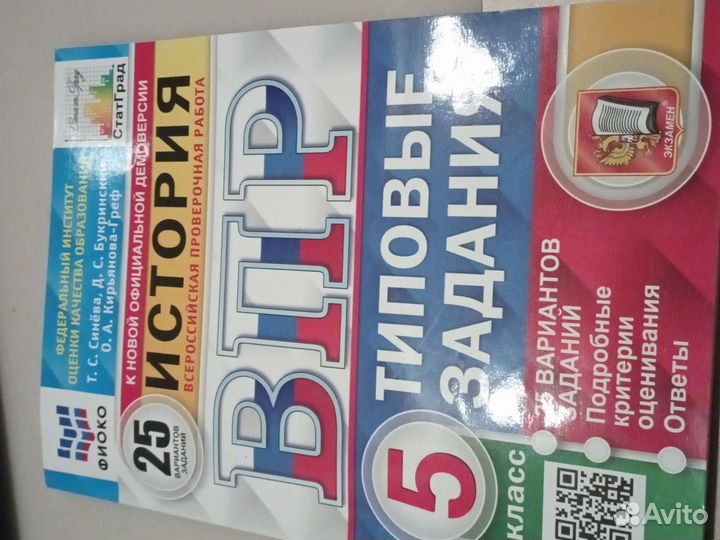 ФИОКО
ФЕДЕРАЛЬНЫЙ ИНСТИТУТ
ОЦЕНКИ КАЧЕСТВА ОБРАЗОВАНИЯ
Т. С. Синёва, Д. С. Букринский
О. А. Кирьянова-Греф
СтатГрад
К НОВОЙ ОФИЦИАЛЬНОЙ ДЕМОВЕРСИИ
ИСТОРИЯ
ВСЕРОССИЙСКАЯ ПРОВЕРОЧНАЯ РАБОТА
25
ВАРИАНТОВ
ЗАДАНИЙ
ВПР
ТИПОВЫЕ
ЗАДАНИЯ
ЭКЗАМЕН®
5
класс
25 ВАРИАНТОВ
ЗАДАНИЙ
Подробные
критерии
оценивания
Ответы
Avito